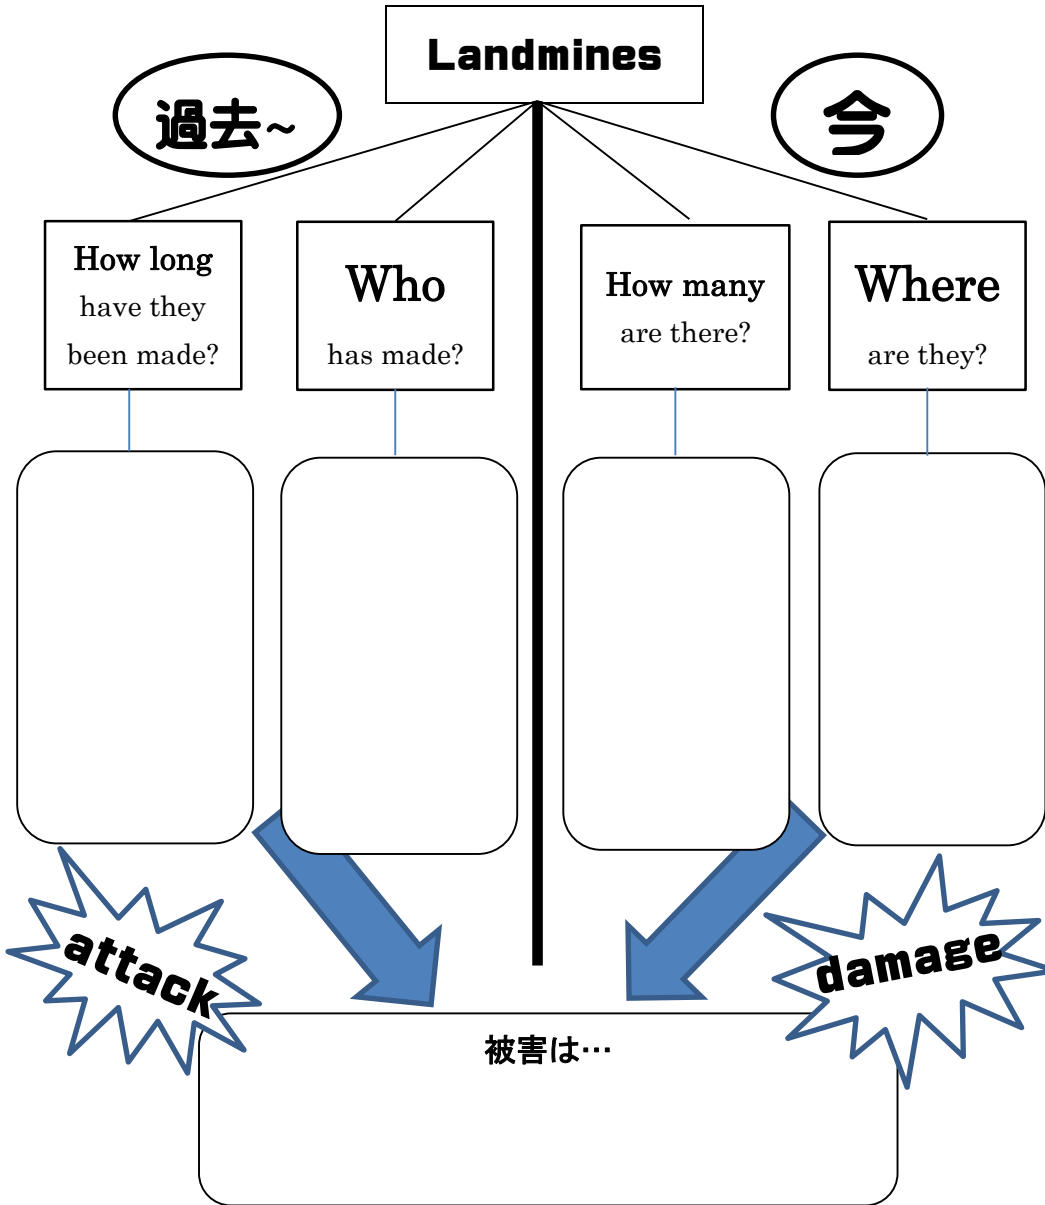 Landmines
過去~
今
How long
have they
been made?
Who
has made?
How many
are there?
Where
are they?
attack
damage
被害は…